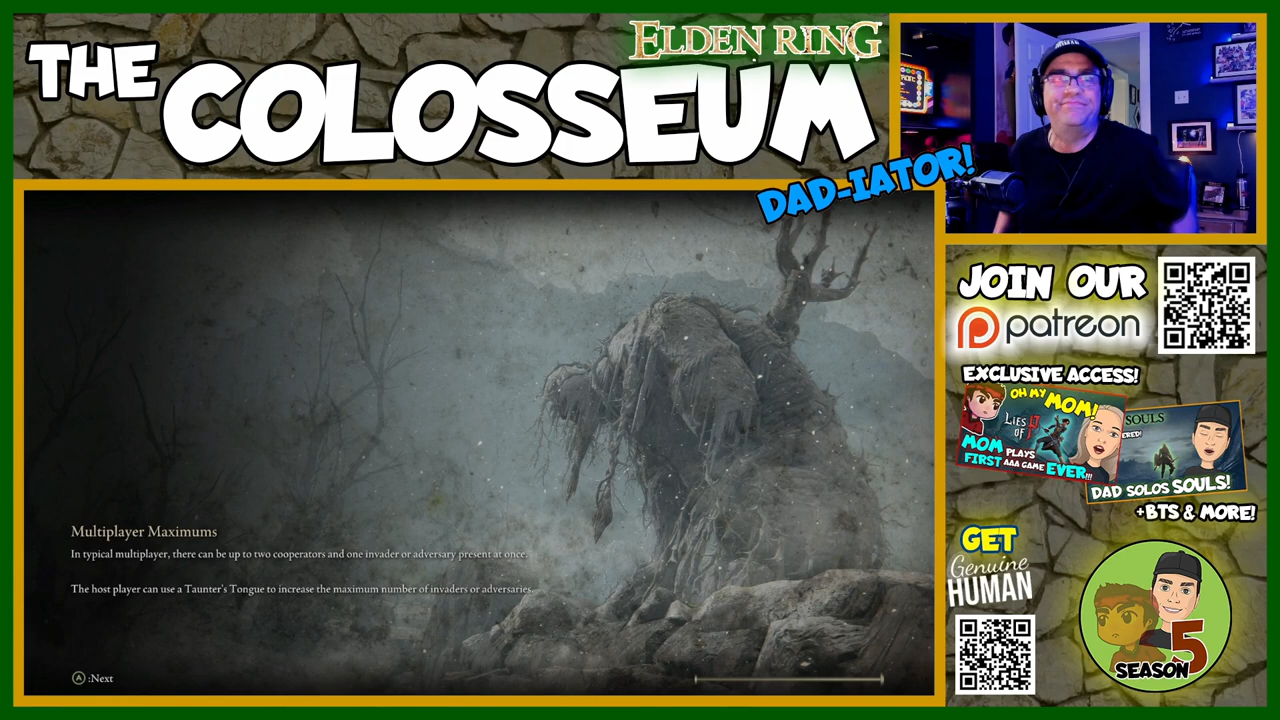 ELDEN RING
THE
COLOSSEUM
DAD-IATOR!
JOIN OUR
patreon
EXCLUSIVE ACCESS!
OH MY MOM!
LIES OF P
MOM PLAYS
FIRST AAA GAME EVER!!!
SOULS
ERED!
DAD SOLOS SOULS!
+BTS & MORE!
GET
Genuine
HUMAN
5
SEASON
Multiplayer Maximums
In typical multiplayer, there can be up to two cooperators and one invader or adversary present at once.
The host player can use a Taunter's Tongue to increase the maximum number of invaders or adversaries.
A :Next